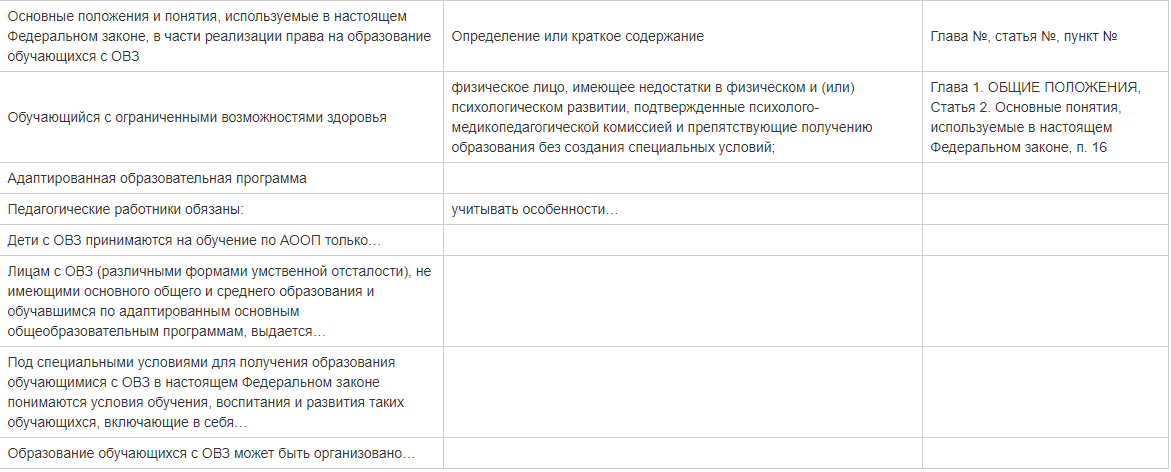 Основные положения и понятия, используемые в настоящем
Федеральном законе, в части реализации права на образование
обучающихся с ОВЗ
Определение или краткое содержание
Глава №, статья №, пункт №
Обучающийся с ограниченными возможностями здоровья
физическое лицо, имеющее недостатки в физическом и (или)
психологическом развитии, подтвержденные психолого-
медикопедагогической комиссией и препятствующие получению
образования без создания специальных условий;
Глава 1. ОБЩИЕ ПОЛОЖЕНИЯ,
Статья 2. Основные понятия,
используемые в настоящем
Федеральном законе, п. 16
Адаптированная образовательная программа
Педагогические работники обязаны:
учитывать особенности…
Дети с ОВЗ принимаются на обучение по АООП только…
Лицам с ОВЗ (различными формами умственной отсталости), не
имеющими основного общего и среднего образования и
обучавшимся по адаптированным основным
общеобразовательным программам, выдается…
Под специальными условиями для получения образования
обучающимися с ОВЗ в настоящем Федеральном законе
понимаются условия обучения, воспитания и развития таких
обучающихся, включающие в себя…
Образование обучающихся с ОВЗ может быть организовано…